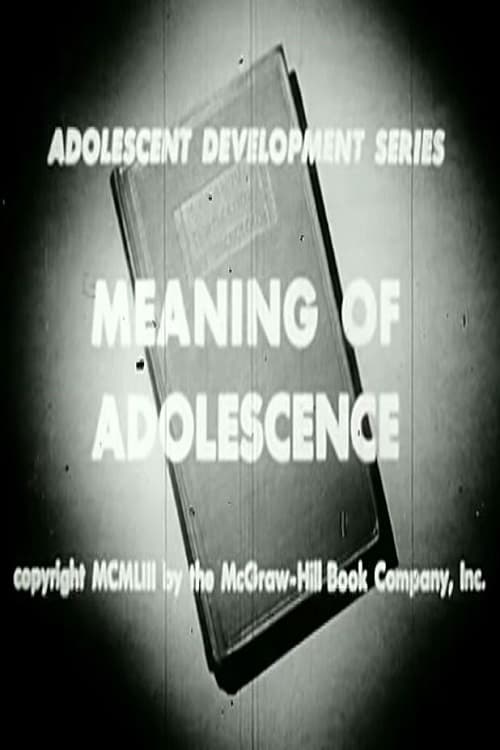 ADOLESCENT DEVELOPMENT SERIES
MEANING OF
ADOLESCENCE
copyright MCMLIII by the McGraw-Hill Book Company, Inc.